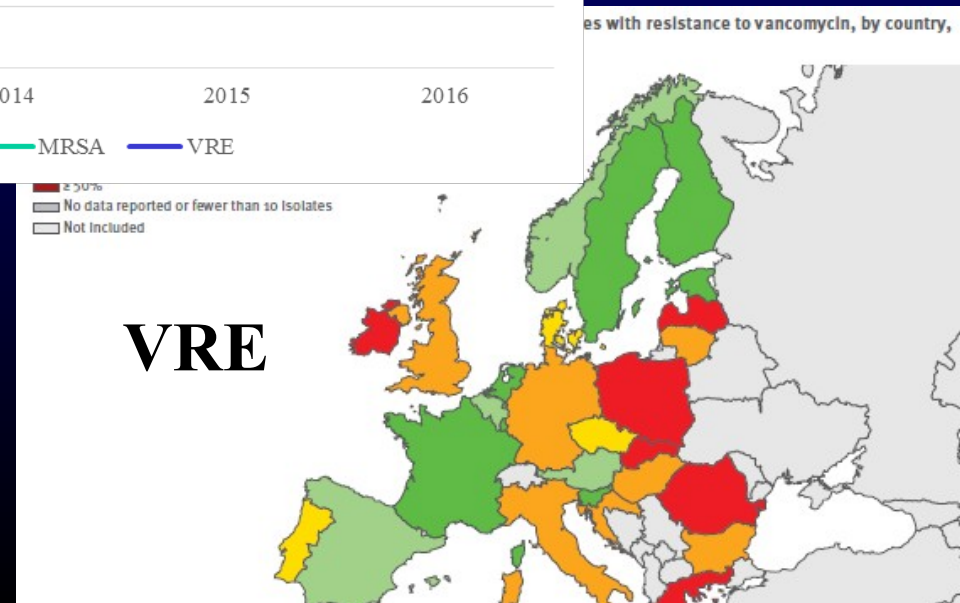 es with resistance to vancomycin, by country,
014 2015 2016
MRSA VRE
≥50%
No data reported or fewer than 10 isolates
Not included
VRE